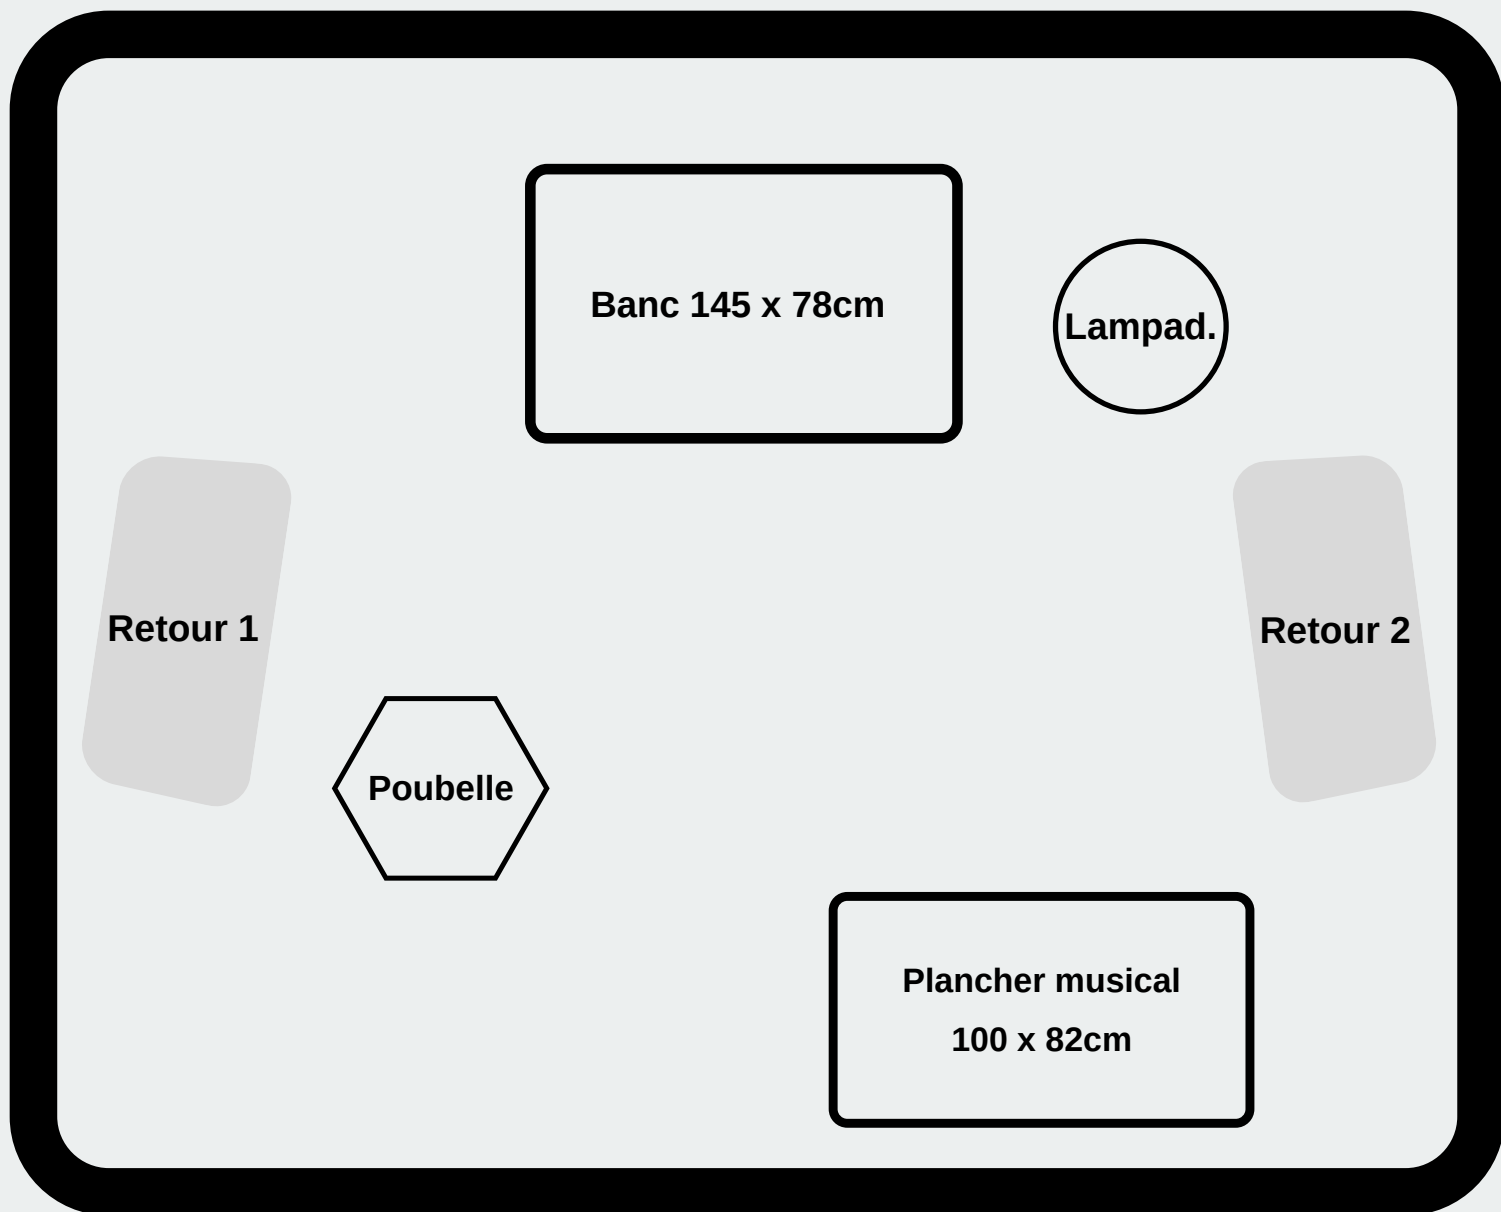 Banc 145 x 78cm
Lampad.
Retour 1
Retour 2
Poubelle
Plancher musical
100 x 82cm